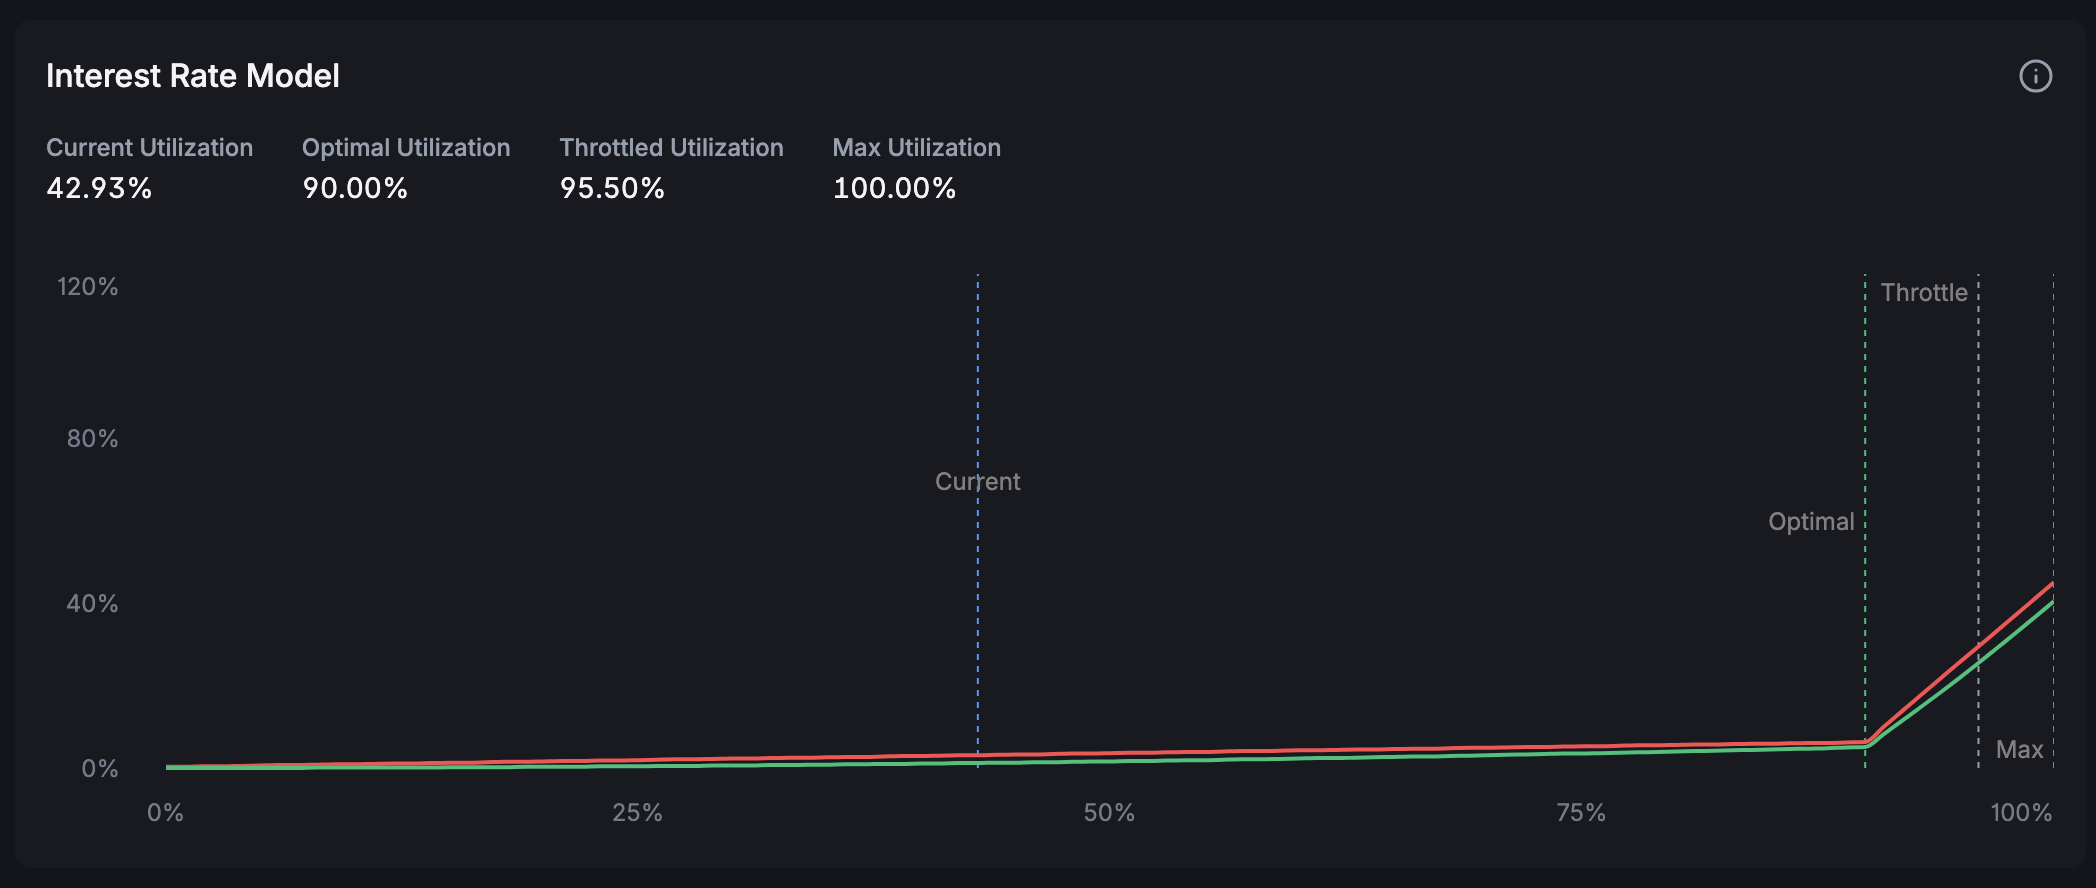 Interest Rate Model
Current Utilization
42.93%
Optimal Utilization
90.00%
Throttled Utilization
95.50%
Max Utilization
100.00%
120%
80%
40%
0%
Throttle
Current
Optimal
Max
0%
25%
50%
75%
100%